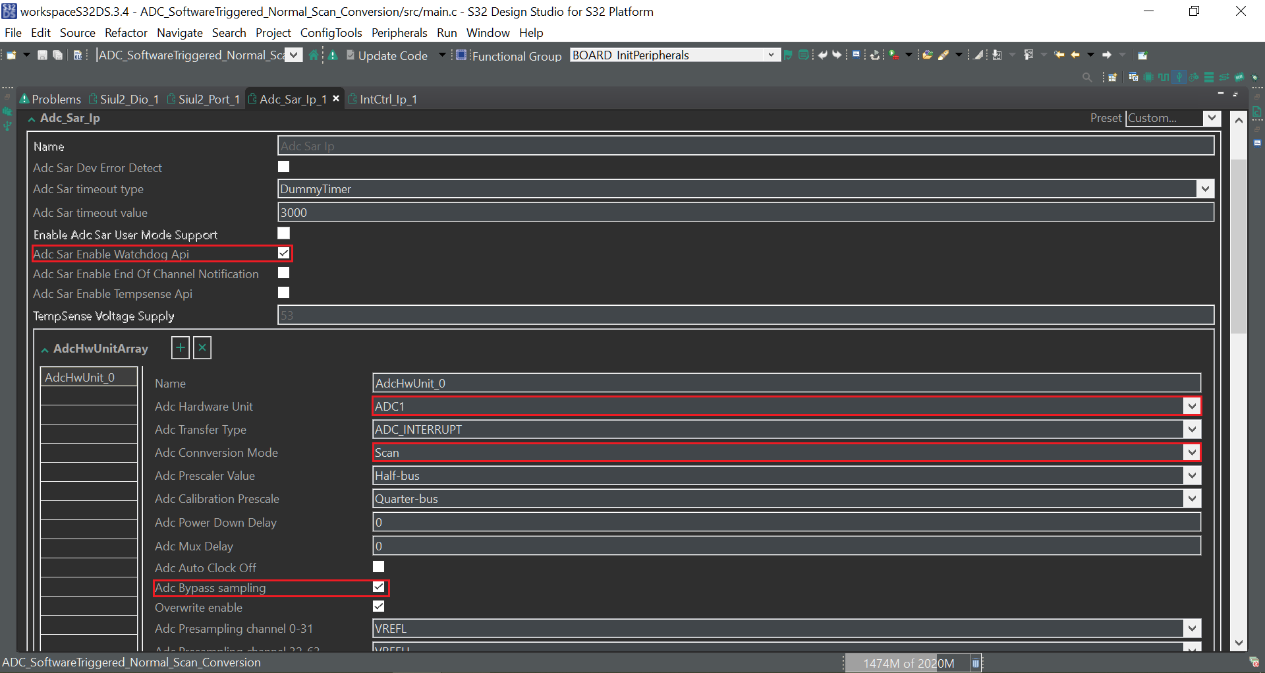 workspaceS32DS.3.4 - ADC_SoftwareTriggered_Normal_Scan_Conversion/src/main.c - S32 Design Studio for S32 Platform
File Edit Source Refactor Navigate Search Project ConfigTools Peripherals Run Window Help
ADC_SoftwareTriggered_Normal_Sc Update Code Functional Group BOARD_InitPeripherals
Problems Siul2_Dio_1 Siul2_Port_1 Adc_Sar_Ip_1 IntCtrl_Ip_1
Adc_Sar_Ip Preset Custom...
Name Adc Sar Ip
Adc Sar Dev Error Detect
Adc Sar timeout type DummyTimer
Adc Sar timeout value 3000
Enable Adc Sar User Mode Support
Adc Sar Enable Watchdog Api
Adc Sar Enable End Of Channel Notification
Adc Sar Enable Tempsense Api
TempSense Voltage Supply 53
AdcHwUnitArray
AdcHwUnit_0
Name AdcHwUnit_0
Adc Hardware Unit ADC1
Adc Transfer Type ADC_INTERRUPT
Adc Connversion Mode Scan
Adc Prescaler Value Half-bus
Adc Calibration Prescale Quarter-bus
Adc Power Down Delay 0
Adc Mux Delay 0
Adc Auto Clock Off
Adc Bypass sampling
Overwrite enable
Adc Presampling channel 0-31 VREFL
Adc Presampling channel 32-63 VREFL
ADC_SoftwareTriggered_Normal_Scan_Conversion 1474M of 2020M